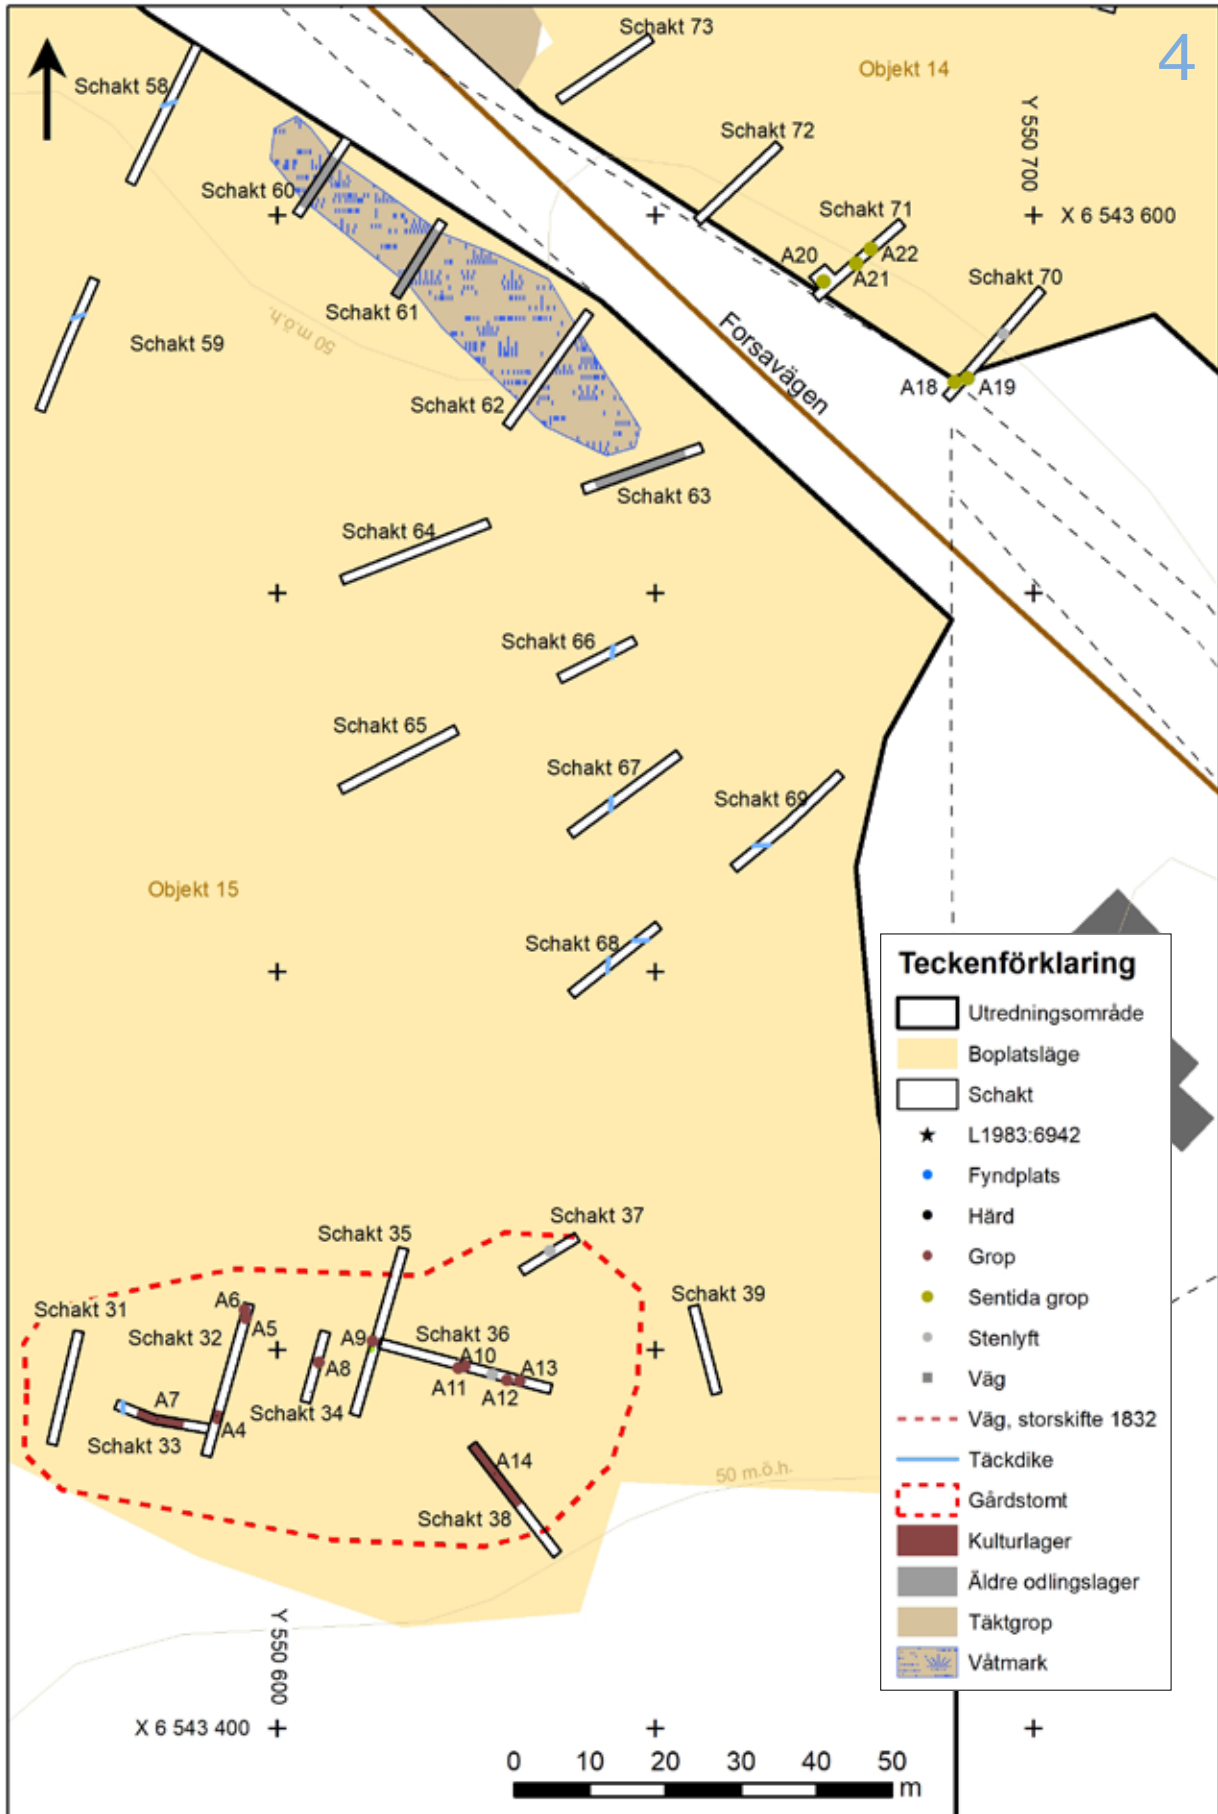 4
Schakt 73
Objekt 14
Schakt 58
Y 550 700
Schakt 72
Schakt 60
Schakt 71
X 6 543 600
A20
A22
A21
Schakt 70
Schakt 61
50 m.ö.h.
Schakt 59
Forsavägen
A18
A19
Schakt 62
Schakt 63
Schakt 64
Schakt 66
Schakt 65
Schakt 67
Schakt 69
Objekt 15
Schakt 68
Teckenförklaring
Utredningsområde
Boplatsläge
Schakt
L1983:6942
Fyndplats
Härd
Grop
Sentida grop
Stenlyft
Väg
Väg, storskifte 1832
Täckdike
Gårdstomt
Kulturlager
Äldre odlingslager
Täktgrop
Våtmark
Schakt 37
Schakt 35
Schakt 39
Schakt 31
A6
A5
Schakt 32
A9
Schakt 36
A10
A8
A11
A13
A12
A7
Schakt 34
A4
Schakt 33
A14
50 m.ö.h.
Schakt 38
Y 550 600
X 6 543 400
0 10 20 30 40 50
m